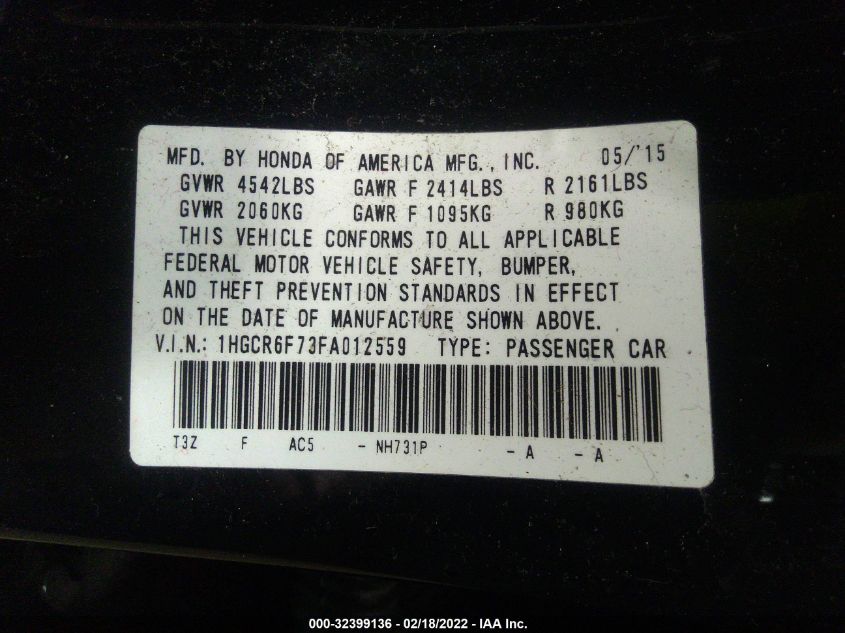 MFD. BY HONDA OF AMERICA MFG., INC. 05/'15
GVWR 4542LBS GAWR F 2414LBS R 2161LBS
GVWR 2060KG GAWR F 1095KG R 980KG
THIS VEHICLE CONFORMS TO ALL APPLICABLE
FEDERAL MOTOR VEHICLE SAFETY, BUMPER,
AND THEFT PREVENTION STANDARDS IN EFFECT
ON THE DATE OF MANUFACTURE SHOWN ABOVE.
V.I.N.: 1HGCR6F73FA012559 TYPE: PASSENGER CAR
T3Z F AC5 - NH731P - A - A
000-32399136 - 02/18/2022 - IAA Inc.